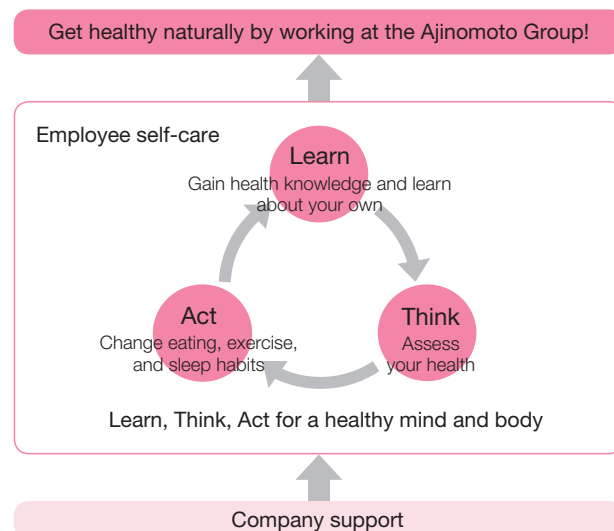 Get healthy naturally by working at the Ajinomoto Group!
Employee self-care
Learn
Gain health knowledge and learn
about your own
Act
Change eating, exercise,
and sleep habits
Think
Assess
your health
Learn, Think, Act for a healthy mind and body
Company support